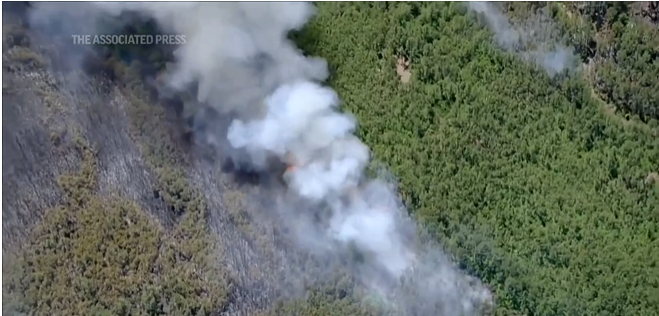 THE ASSOCIATED PRESS